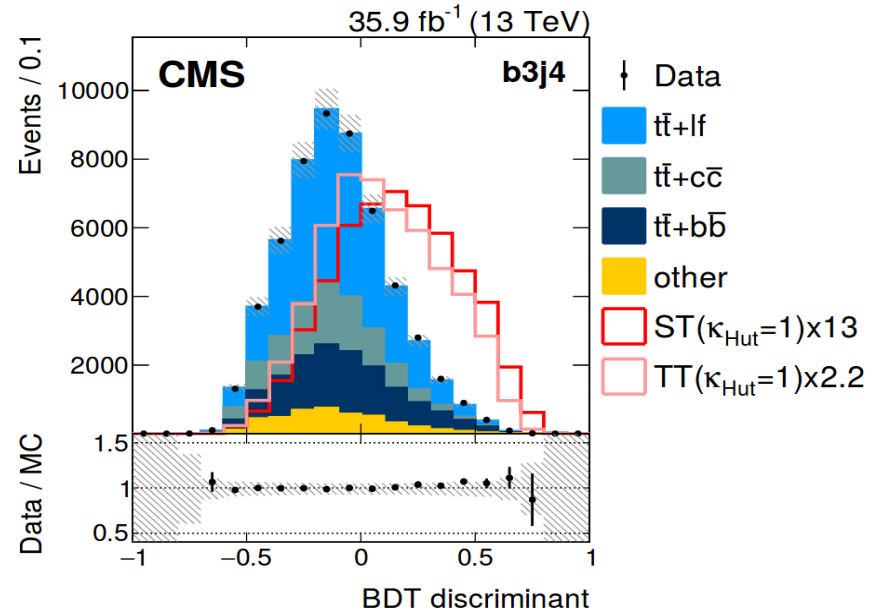 35.9 fb⁻¹ (13 TeV)
CMS
b3j4
Events / 0.1
10000
8000
6000
4000
2000
Data
tt̄+lf
tt̄+cc̄
tt̄+bb̄
other
ST(κ_Hut=1)x13
TT(κ_Hut=1)x2.2
Data / MC
1.5
1
0.5
−1 −0.5 0 0.5 1
BDT discriminant